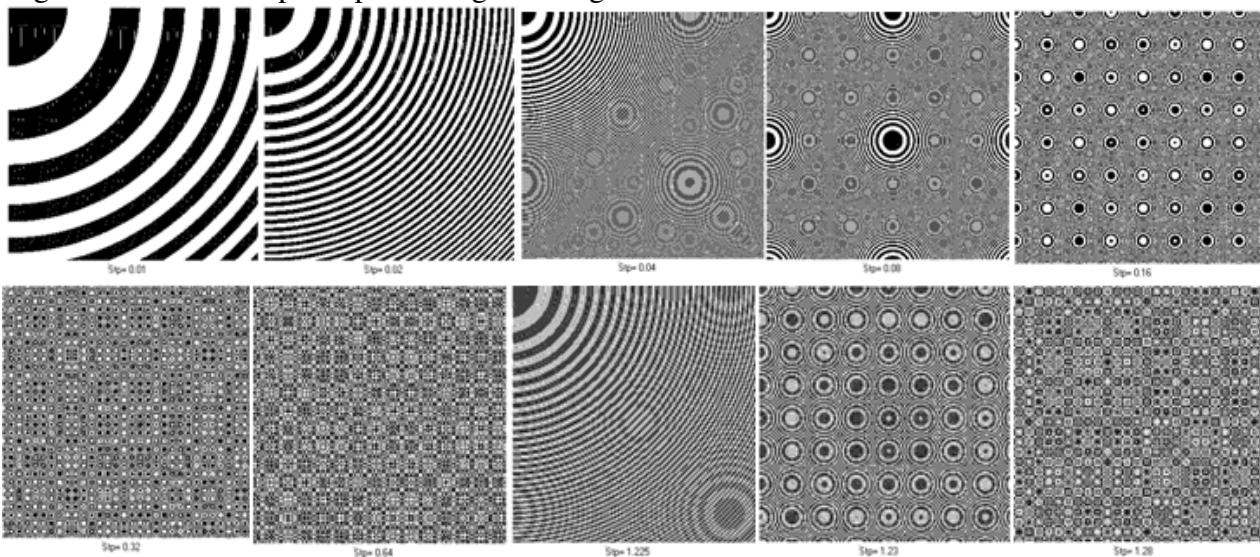 Stp= 0.01
Stp= 0.02
Stp= 0.04
Stp= 0.08
Stp= 0.16
Stp= 0.32
Stp= 0.64
Stp= 1.225
Stp= 1.23
Stp= 1.28